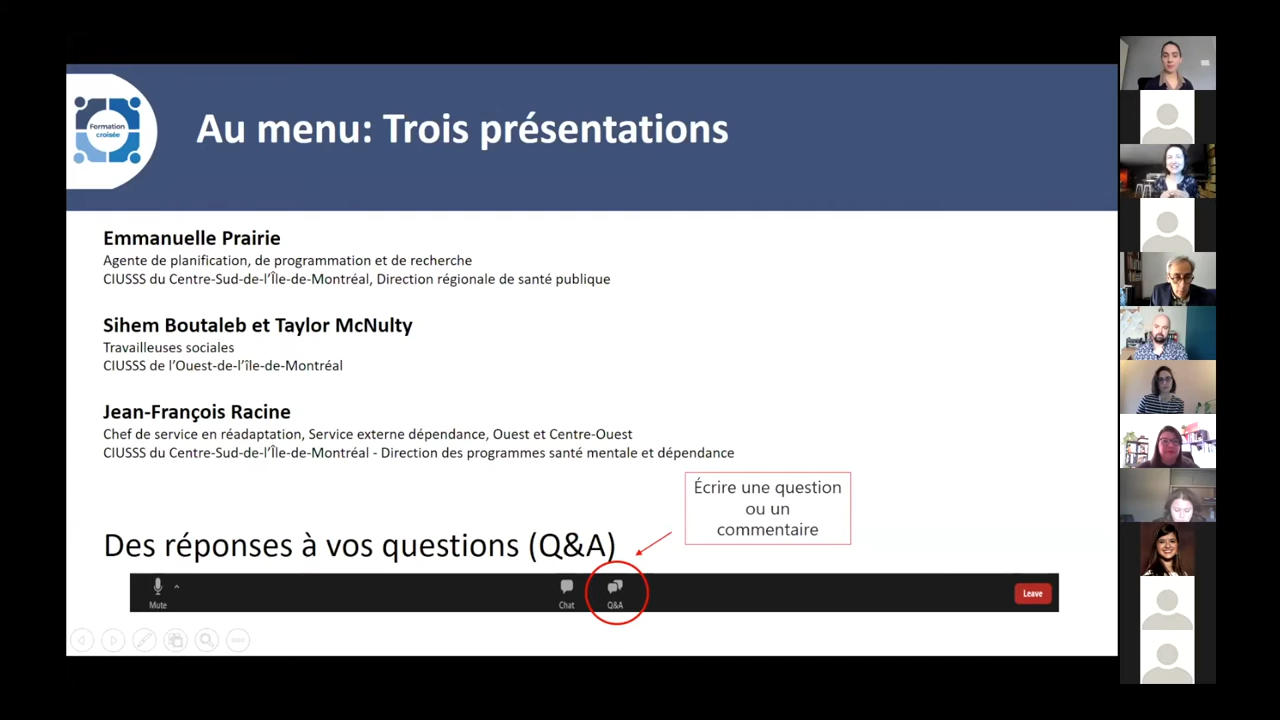 Formation
croisée
Au menu: Trois présentations
Emmanuelle Prairie
Agente de planification, de programmation et de recherche
CIUSSS du Centre-Sud-de-l’Île-de-Montréal, Direction régionale de santé publique
Sihem Boutaleb et Taylor McNulty
Travailleuses sociales
CIUSSS de l’Ouest-de-l’île-de-Montréal
Jean-François Racine
Chef de service en réadaptation, Service externe dépendance, Ouest et Centre-Ouest
CIUSSS du Centre-Sud-de-l’Île-de-Montréal - Direction des programmes santé mentale et dépendance
Écrire une question
ou un
commentaire
Des réponses à vos questions (Q&A)
Mute
Chat
Q&A
Leave